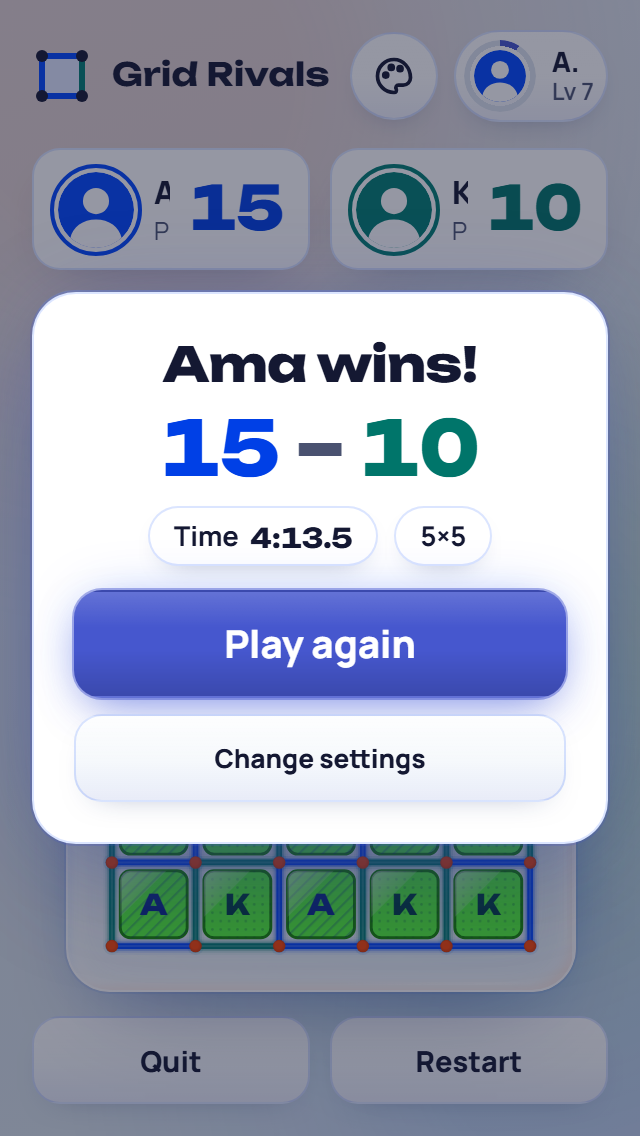 Grid Rivals
A.
Lv 7
A
P
15
K
P
10
Ama wins!
15 – 10
Time 4:13.5
5×5
Play again
Change settings
A K A K K
Quit
Restart